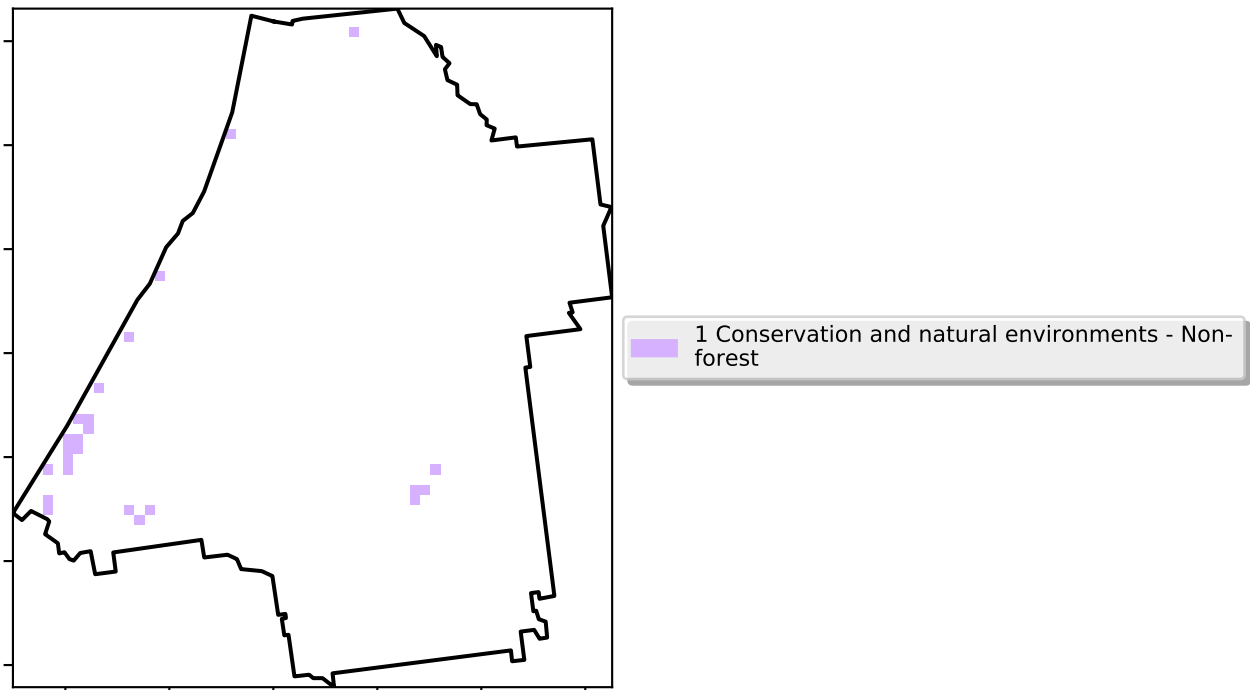 1 Conservation and natural environments - Non-
forest